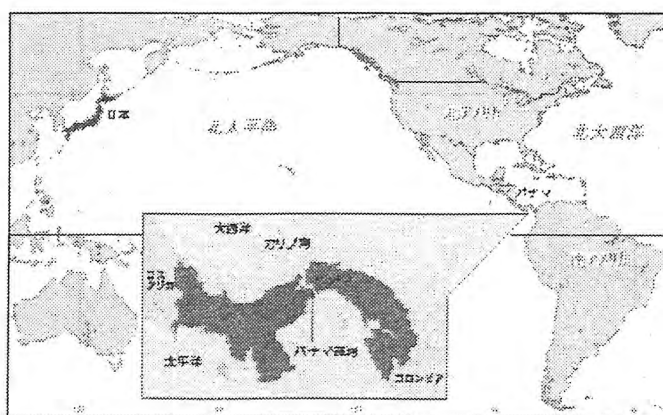 日本
北太平洋
北アメリカ
北大西洋
パナマ
南アメリカ
大西洋
カリブ海
コスタ
リカ
太平洋
パナマ運河
コロンビア